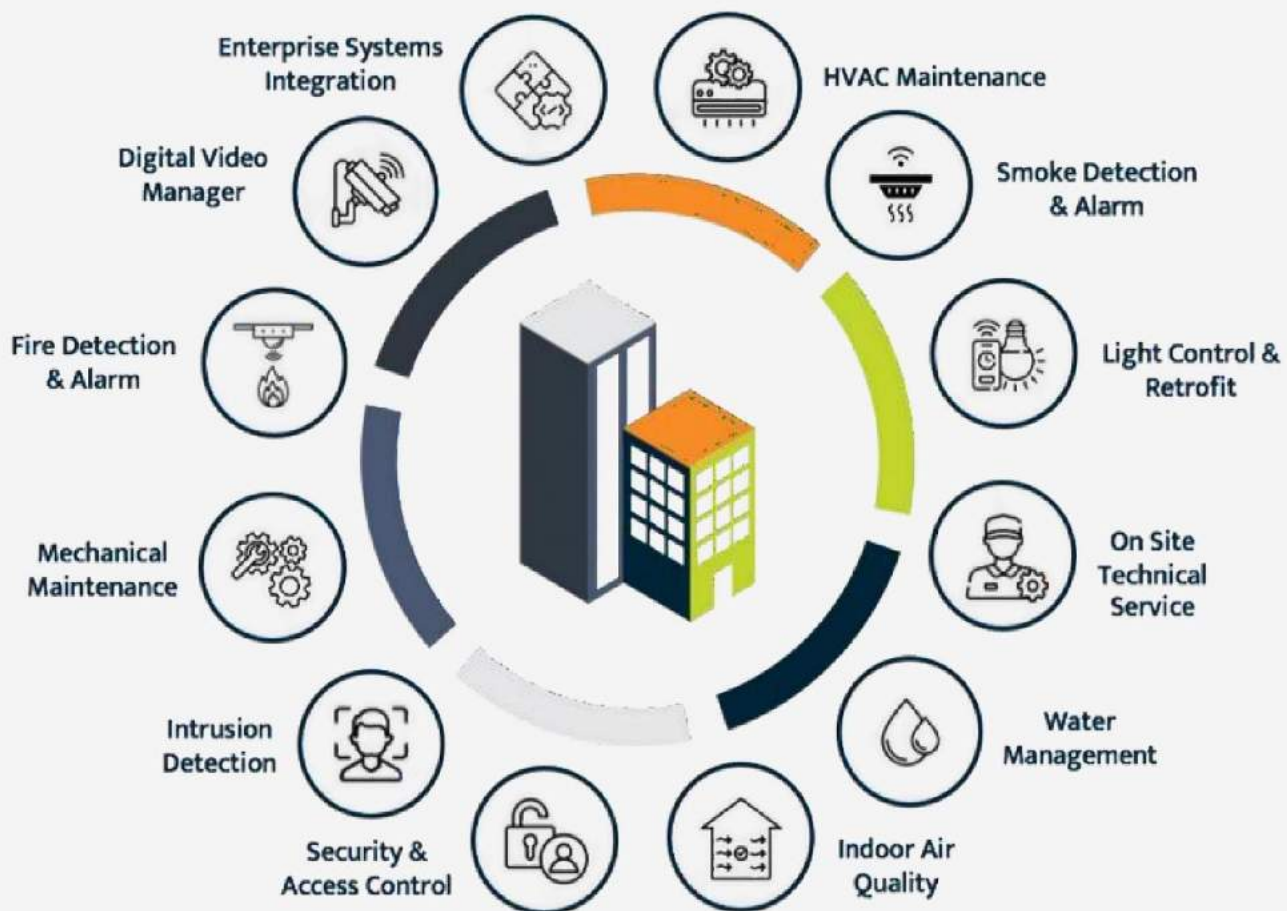 Enterprise Systems
Integration
HVAC Maintenance
Digital Video
Manager
Smoke Detection
& Alarm
Fire Detection
& Alarm
Light Control &
Retrofit
Mechanical
Maintenance
On Site
Technical
Service
Intrusion
Detection
Water
Management
Security &
Access Control
Indoor Air
Quality